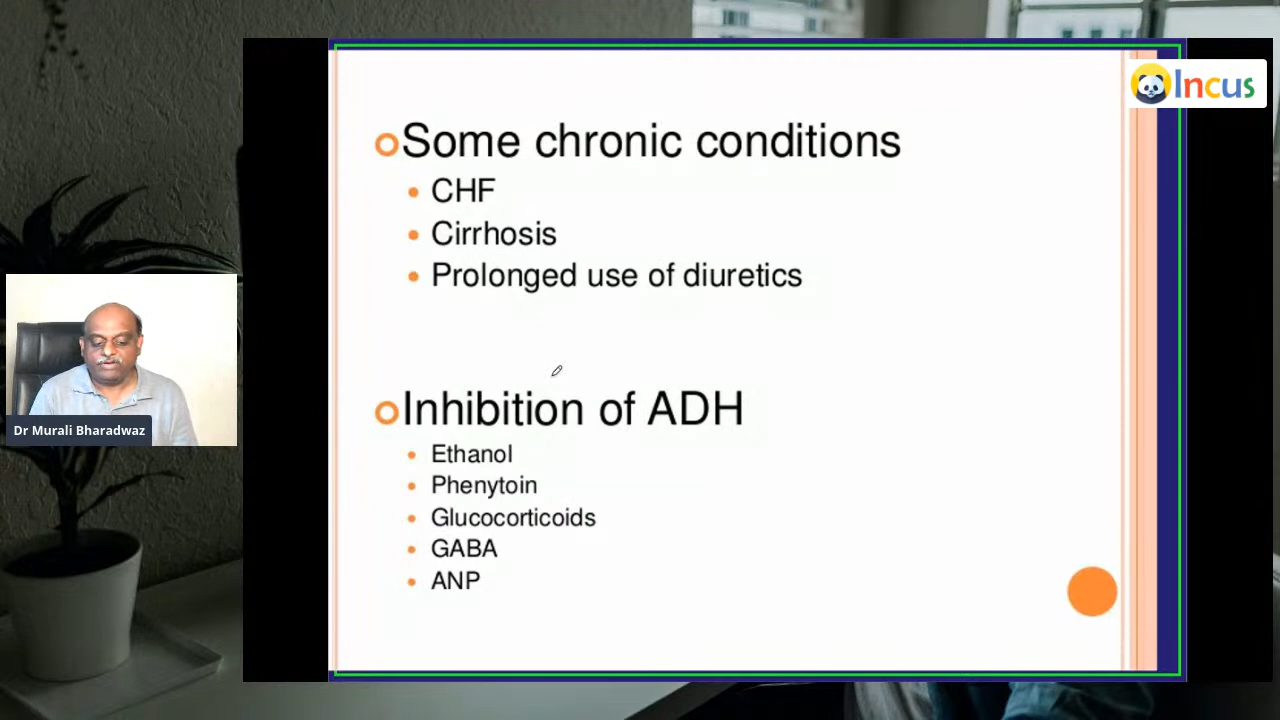 Incus
Some chronic conditions
CHF
Cirrhosis
Prolonged use of diuretics
Inhibition of ADH
Ethanol
Phenytoin
Glucocorticoids
GABA
ANP
Dr Murali Bharadwaz